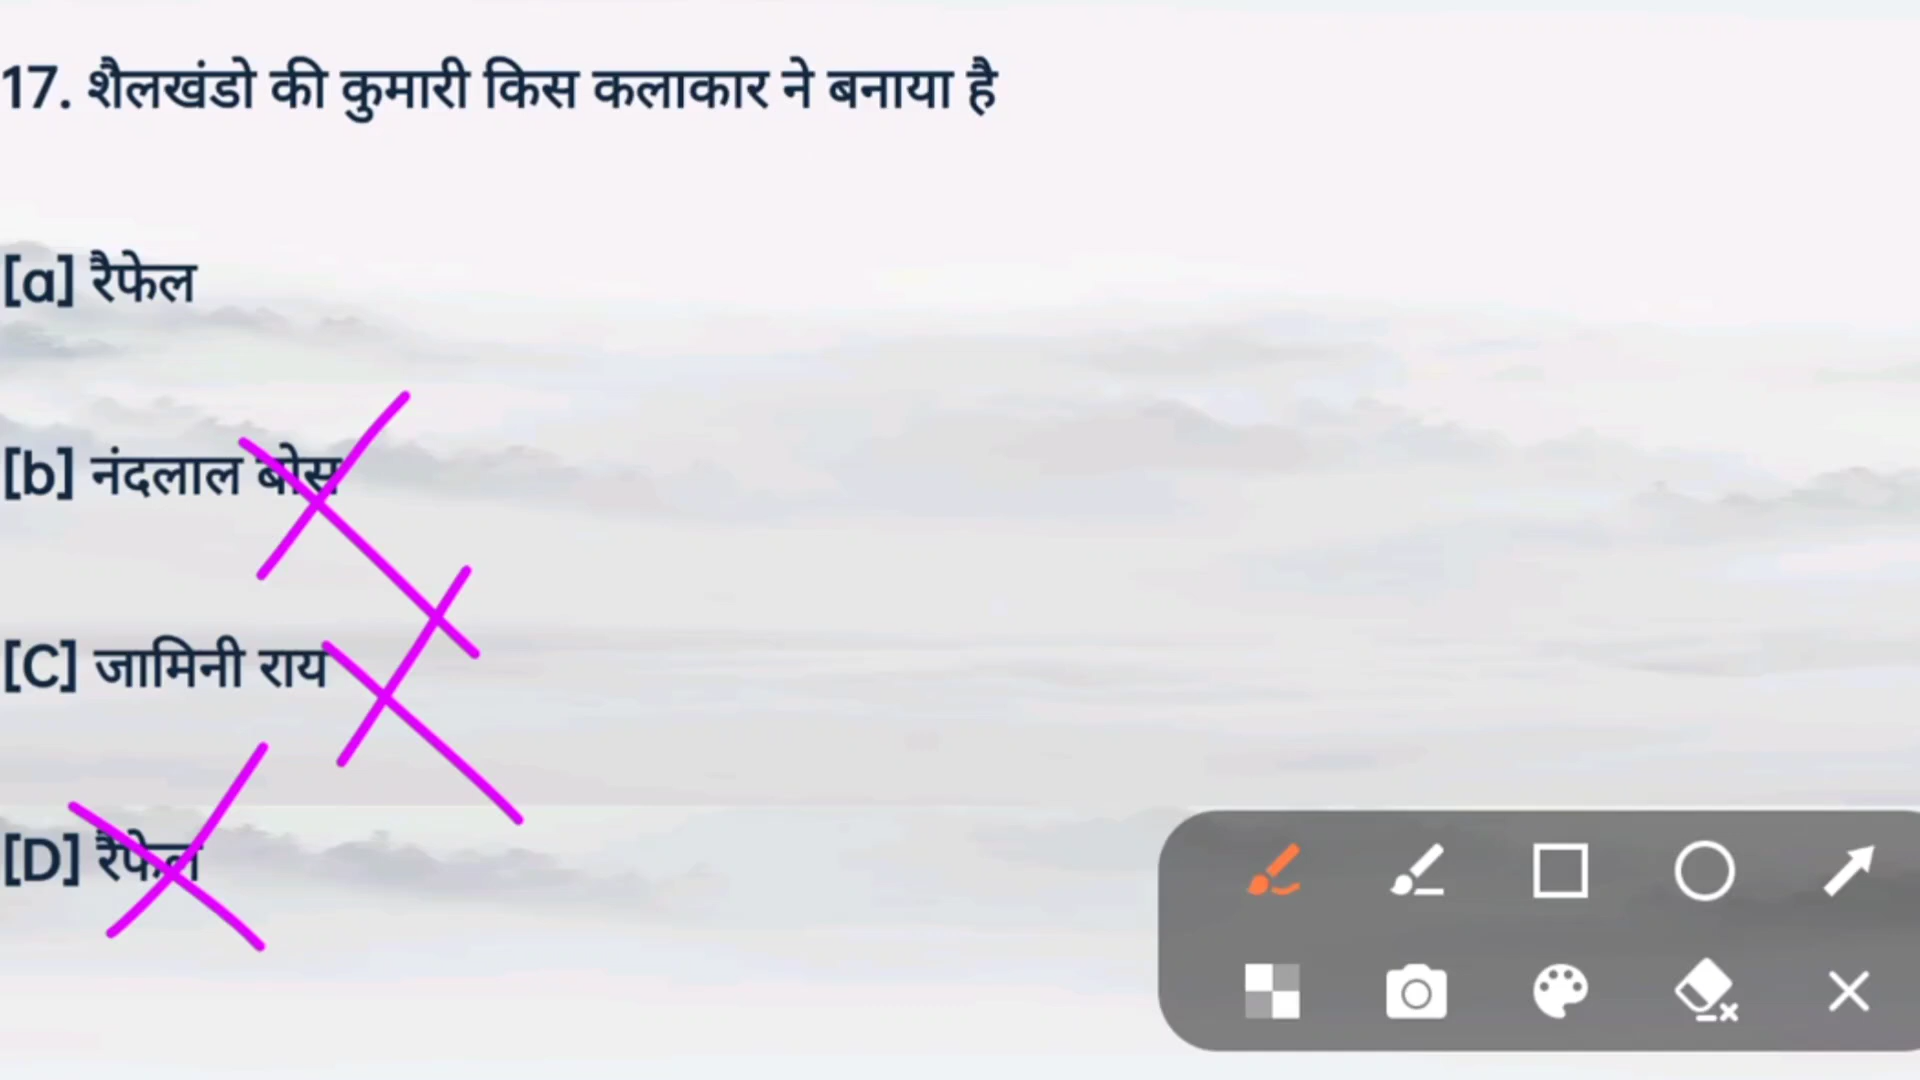 17. शैलखंडो की कुमारी किस कलाकार ने बनाया है
[a] रैफेल
[b] नंदलाल बोस
[C] जामिनी राय
[D] रैफेल